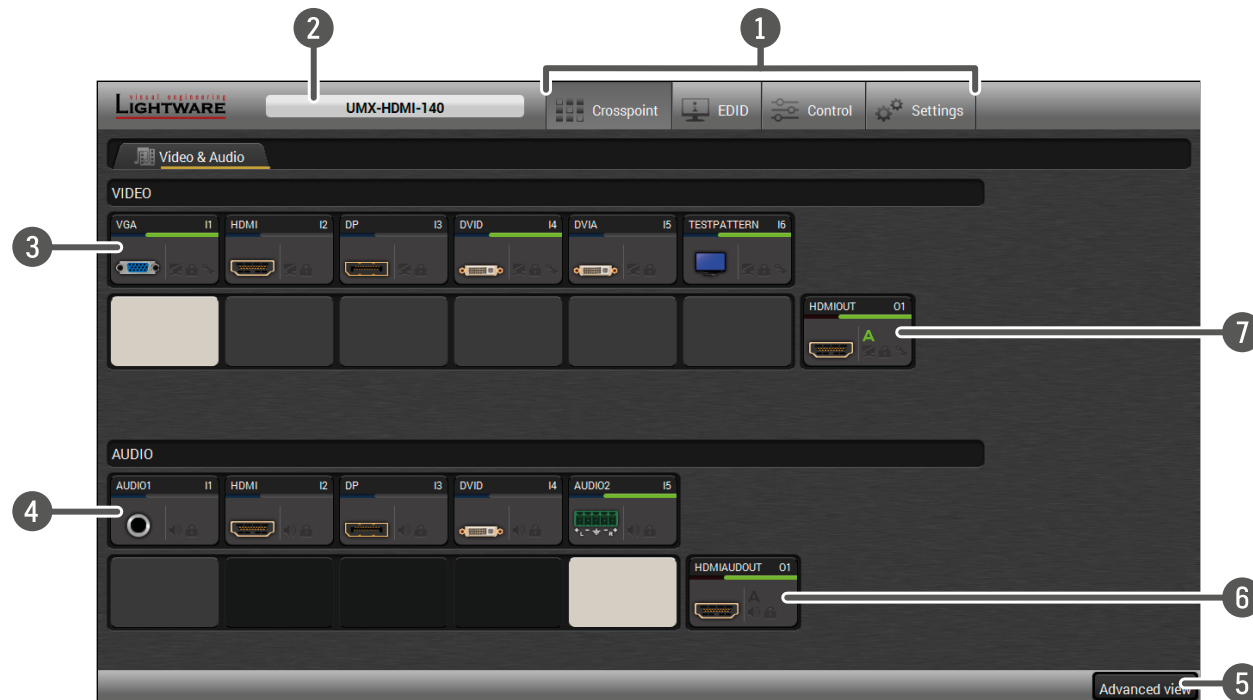 2 1
visual engineering
LIGHTWARE UMX-HDMI-140 Crosspoint EDID Control Settings
Video & Audio
VIDEO
VGA I1 HDMI I2 DP I3 DVID I4 DVIA I5 TESTPATTERN I6
3
HDMIOUT O1
A
7
AUDIO
AUDIO1 I1 HDMI I2 DP I3 DVID I4 AUDIO2 I5
4
L R
HDMIAUDOUT O1
A
6
Advanced view 5